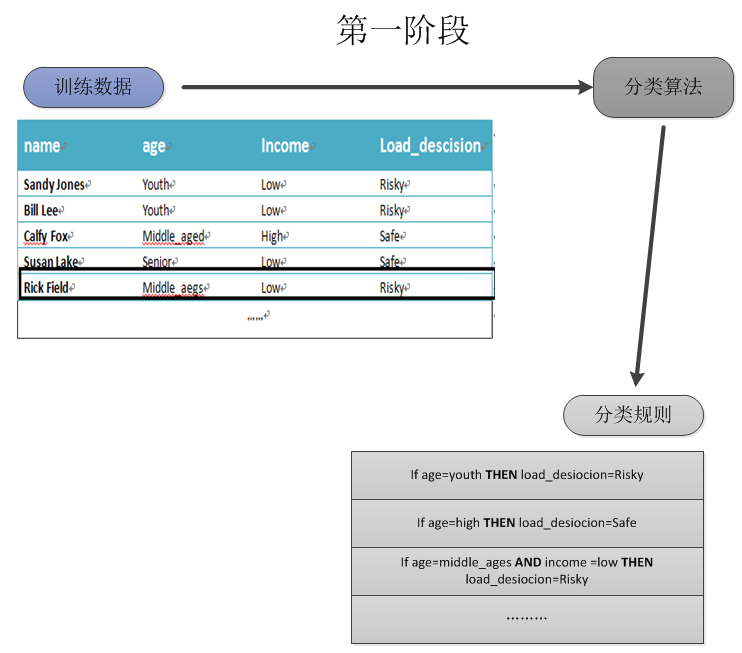 第一阶段
训练数据
分类算法
name age Income Load_descision
Sandy Jones Youth Low Risky
Bill Lee Youth Low Risky
Calfy Fox Middle_aged High Safe
Susan Lake Senior Low Safe
Rick Field Middle_aegs Low Risky
......
分类规则
If age=youth THEN load_desiocion=Risky
If age=high THEN load_desiocion=Safe
If age=middle_ages AND income =low THEN
load_desiocion=Risky
………